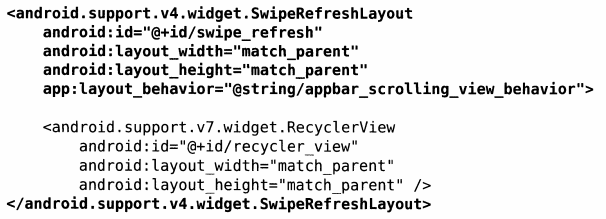 <android.support.v4.widget.SwipeRefreshLayout
    android:id="@+id/swipe_refresh"
    android:layout_width="match_parent"
    android:layout_height="match_parent"
    app:layout_behavior="@string/appbar_scrolling_view_behavior">

    <android.support.v7.widget.RecyclerView
        android:id="@+id/recycler_view"
        android:layout_width="match_parent"
        android:layout_height="match_parent" />
</android.support.v4.widget.SwipeRefreshLayout>